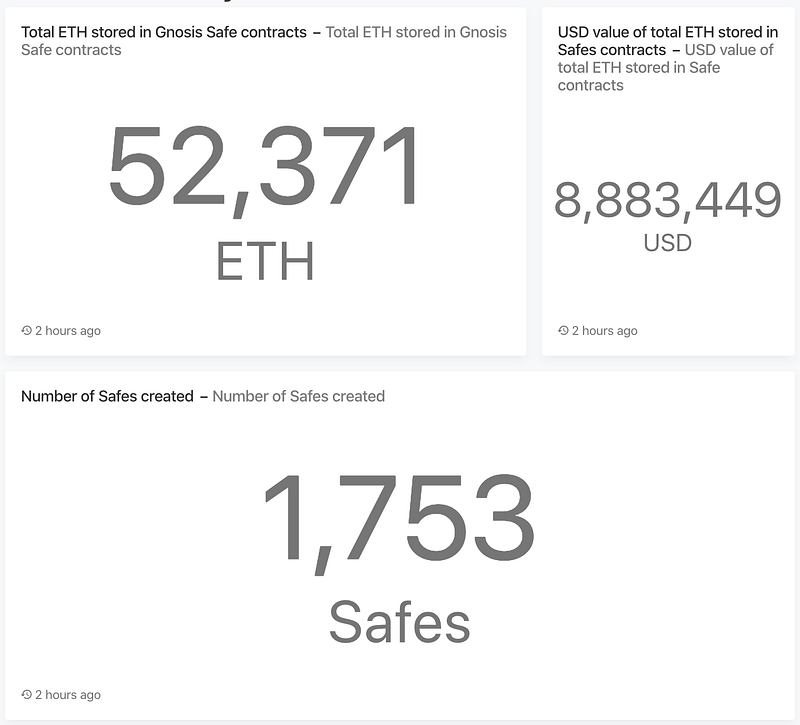 Total ETH stored in Gnosis Safe contracts – Total ETH stored in Gnosis
Safe contracts
52,371
ETH
2 hours ago
USD value of total ETH stored in
Safes contracts – USD value of
total ETH stored in Safe
contracts
8,883,449
USD
2 hours ago
Number of Safes created – Number of Safes created
1,753
Safes
2 hours ago